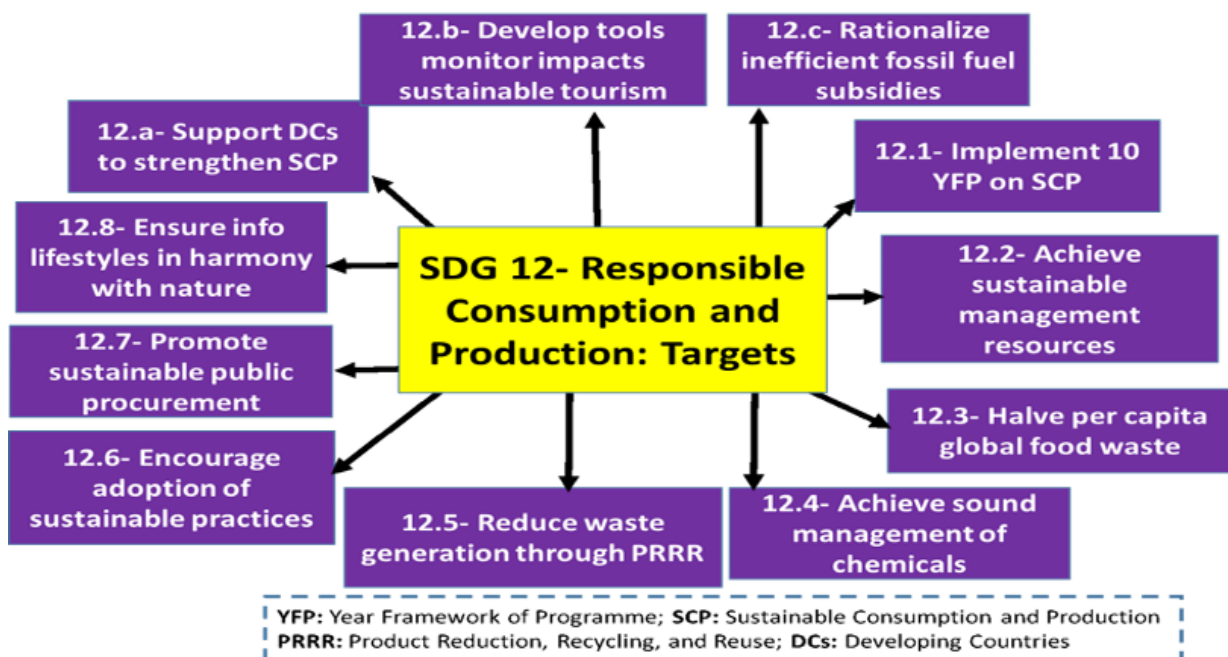 12.b- Develop tools
monitor impacts
sustainable tourism
12.c- Rationalize
inefficient fossil fuel
subsidies
12.a- Support DCs
to strengthen SCP
12.1- Implement 10
YFP on SCP
12.8- Ensure info
lifestyles in harmony
with nature
SDG 12- Responsible
Consumption and
Production: Targets
12.2- Achieve
sustainable
management
resources
12.7- Promote
sustainable public
procurement
12.3- Halve per capita
global food waste
12.6- Encourage
adoption of
sustainable practices
12.5- Reduce waste
generation through PRRR
12.4- Achieve sound
management of
chemicals
YFP: Year Framework of Programme; SCP: Sustainable Consumption and Production
PRRR: Product Reduction, Recycling, and Reuse; DCs: Developing Countries